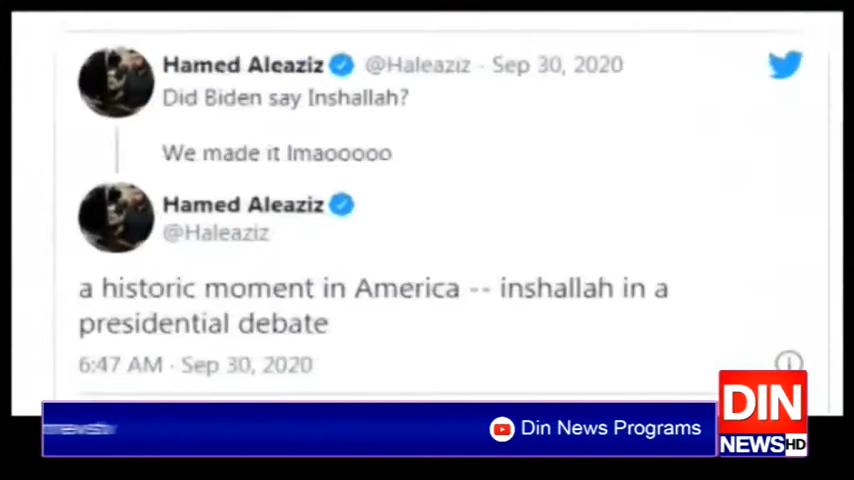 Hamed Aleaziz @Haleaziz · Sep 30, 2020
Did Biden say Inshallah?
We made it lmaooooo
Hamed Aleaziz
@Haleaziz
a historic moment in America -- inshallah in a
presidential debate
6:47 AM · Sep 30, 2020
Din News Programs
DIN
NEWS HD